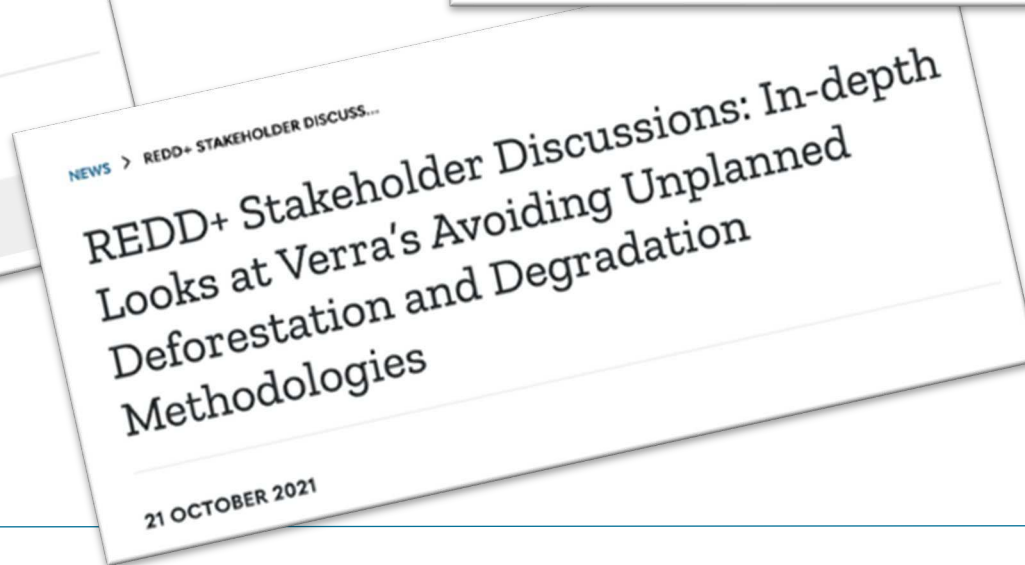 NEWS > REDD+ STAKEHOLDER DISCUSS...
REDD+ Stakeholder Discussions: In-depth
Looks at Verra's Avoiding Unplanned
Deforestation and Degradation
Methodologies
21 OCTOBER 2021